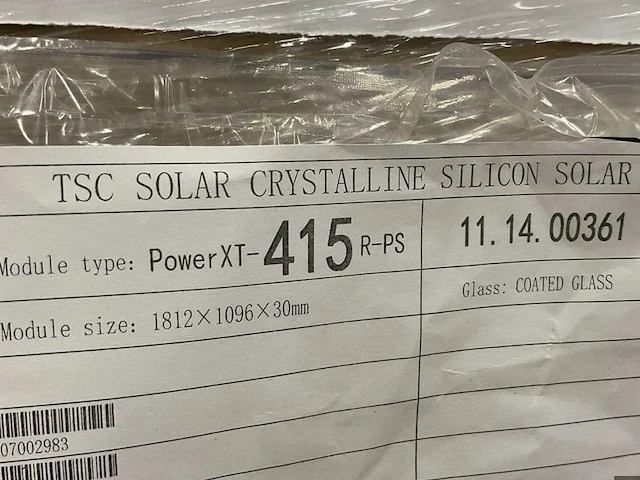 TSC SOLAR CRYSTALLINE SILICON SOLAR
Module type: PowerXT-415R-PS
11.14.00361
Module size: 1812×1096×30mm
Glass: COATED GLASS
07002983